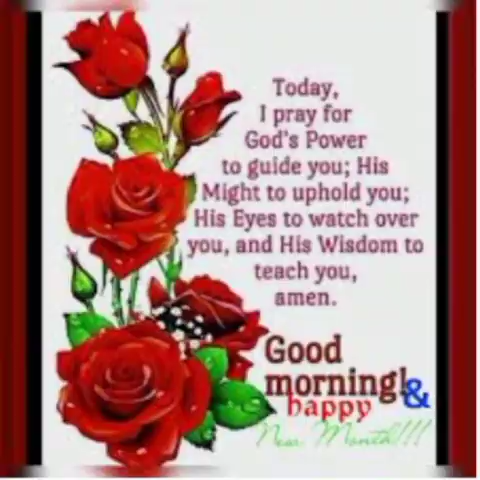 Today,
I pray for
God's Power
to guide you; His
Might to uphold you;
His Eyes to watch over
you, and His Wisdom to
teach you,
amen.
Good
morning! &
happy
New Month!!!